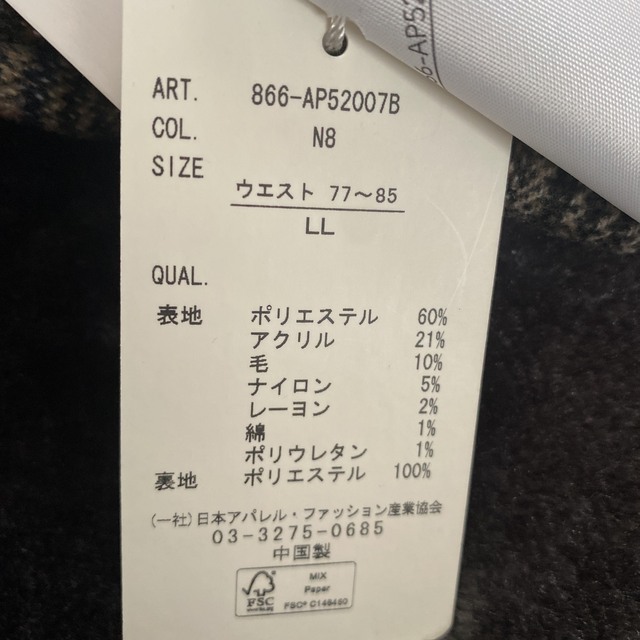 ART. 866-AP52007B
COL. N8
SIZE
ウエスト 77～85
LL
QUAL.
表地 ポリエステル 60%
アクリル 21%
毛 10%
ナイロン 5%
レーヨン 2%
綿 1%
ポリウレタン 1%
裏地 ポリエステル 100%
(一社)日本アパレル・ファッション産業協会
03-3275-0685
中国製
FSC
MIX
Paper
6-AP52